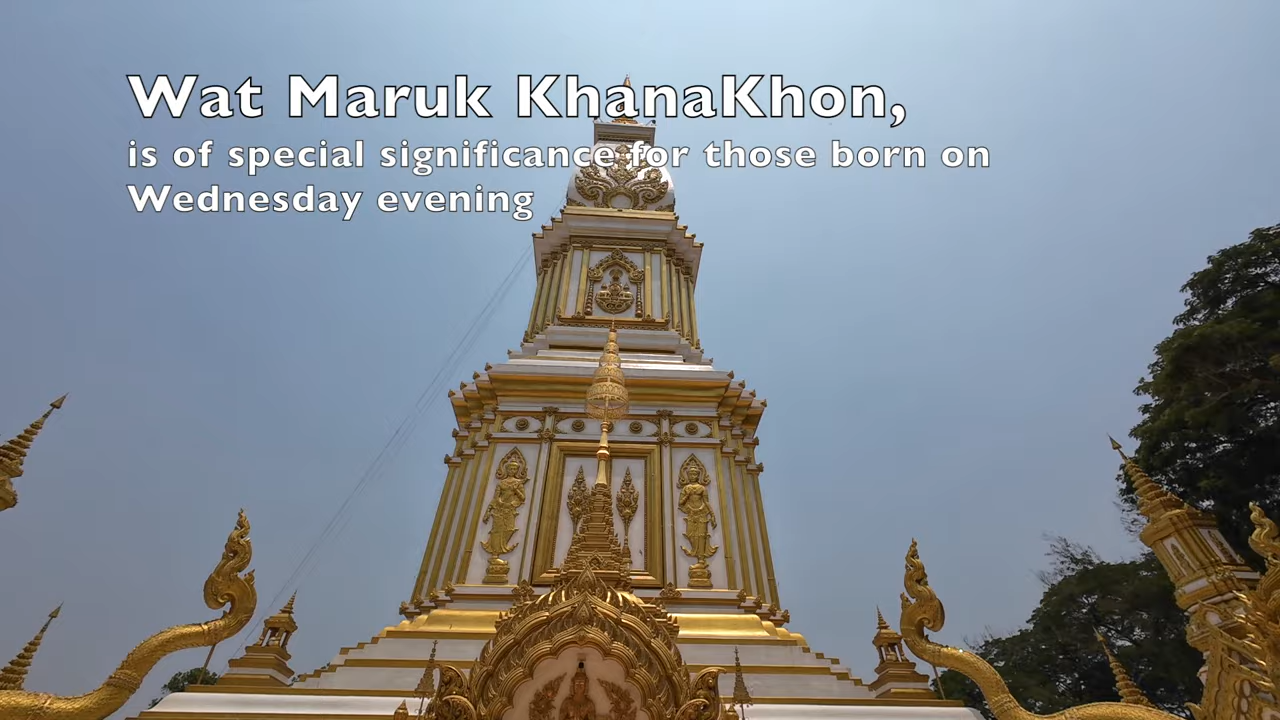 Wat Maruk KhanaKhon,
is of special significance for those born on
Wednesday evening